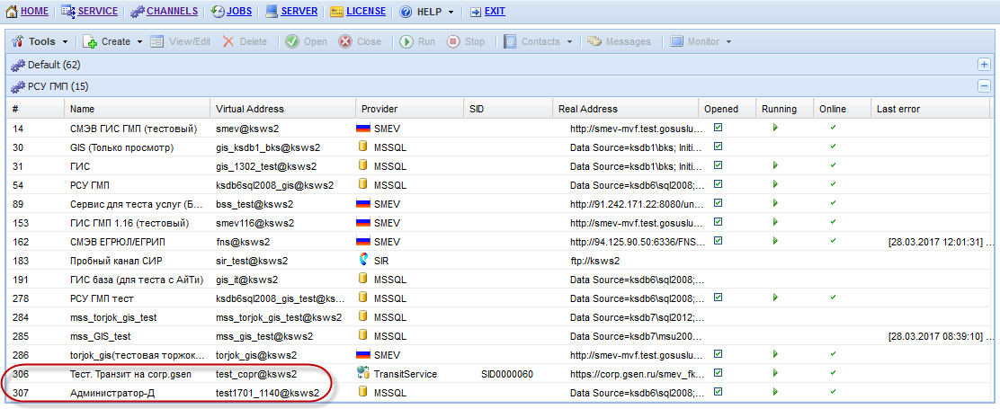 HOME SERVICE CHANNELS JOBS SERVER LICENSE HELP EXIT
Tools Create View/Edit Delete Open Close Run Stop Contacts Messages Monitor
Default (62)
РСУ ГМП (15)
# Name Virtual Address Provider SID Real Address Opened Running Online Last error
14 СМЭВ ГИС ГМП (тестовый) smev@ksws2 SMEV http://smev-mvf.test.gosuslu...
30 GIS (Только просмотр) gis_ksdb1_bks@ksws2 MSSQL Data Source=ksdb1\bks; Initi...
31 ГИС gis_1302_test@ksws2 MSSQL Data Source=ksdb1\bks; Initi...
54 РСУ ГМП ksdb6sql2008_gis@ksws2 MSSQL Data Source=ksdb6\sql2008;...
89 Сервис для теста услуг (Б... bss_test@ksws2 SMEV http://91.242.171.22:8080/un...
153 ГИС ГМП 1.16 (тестовый) smev116@ksws2 SMEV http://smev-mvf.test.gosuslu...
162 СМЭВ ЕГРЮЛ/ЕГРИП fns@ksws2 SMEV http://94.125.90.50:6336/FNS... [28.03.2017 12:01:31] ...
183 Пробный канал СИР sir_test@ksws2 SIR ftp://ksws2
191 ГИС база (для теста с АйТи) gis_it@ksws2 MSSQL Data Source=ksdb6\sql2008;...
278 РСУ ГМП тест ksdb6sql2008_gis_test@ks... MSSQL Data Source=ksdb6\sql2008;...
284 mss_torjok_gis_test mss_torjok_gis_test@ksws2 MSSQL Data Source=ksdb7\sql2012;...
285 mss_GIS_test mss_gis_test@ksws2 MSSQL Data Source=ksdb7\msu200... [28.03.2017 08:39:10] ...
286 torjok_gis(тестовая торжок... torjok_gis@ksws2 SMEV http://smev-mvf.test.gosuslu...
306 Тест. Транзит на corp.gsen test_copr@ksws2 TransitService SID0000060 https://corp.gsen.ru/smev_fk...
307 Администратор-Д test1701_1140@ksws2 MSSQL Data Source=ksdb6\sql2008;...